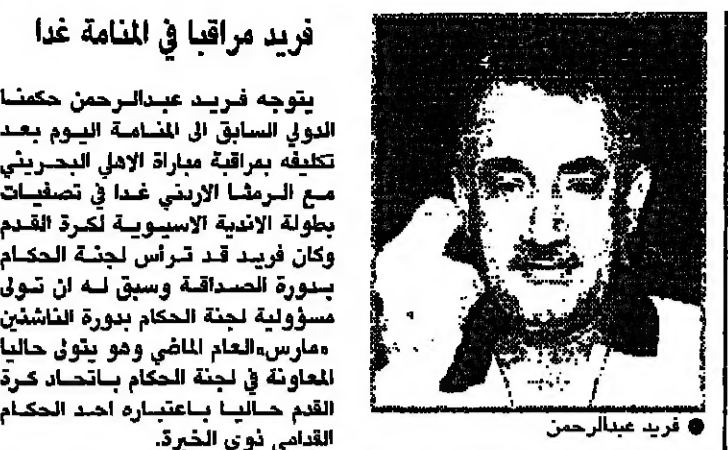 فريد مراقبا في المنامة غدا
يتوجه فريد عبدالرحمن حكمنا
الدولي السابق الى المنامة اليوم بعد
تكليفه بمراقبة مباراة الاهلي البحريني
مع الرمثا الاردني غدا في تصفيات
بطولة الاندية الاسيوية لكرة القدم
وكان فريد قد ترأس لجنة الحكام
بدورة الصداقة وسبق له ان تولى
مسؤولية لجنة الحكام بدورة الناشئين
«مارس» العام الماضي وهو يتولى حاليا
المعاونة في لجنة الحكام باتحاد كرة
القدم حاليا باعتباره احد الحكام
القدامى ذوي الخبرة.
● فريد عبدالرحمن